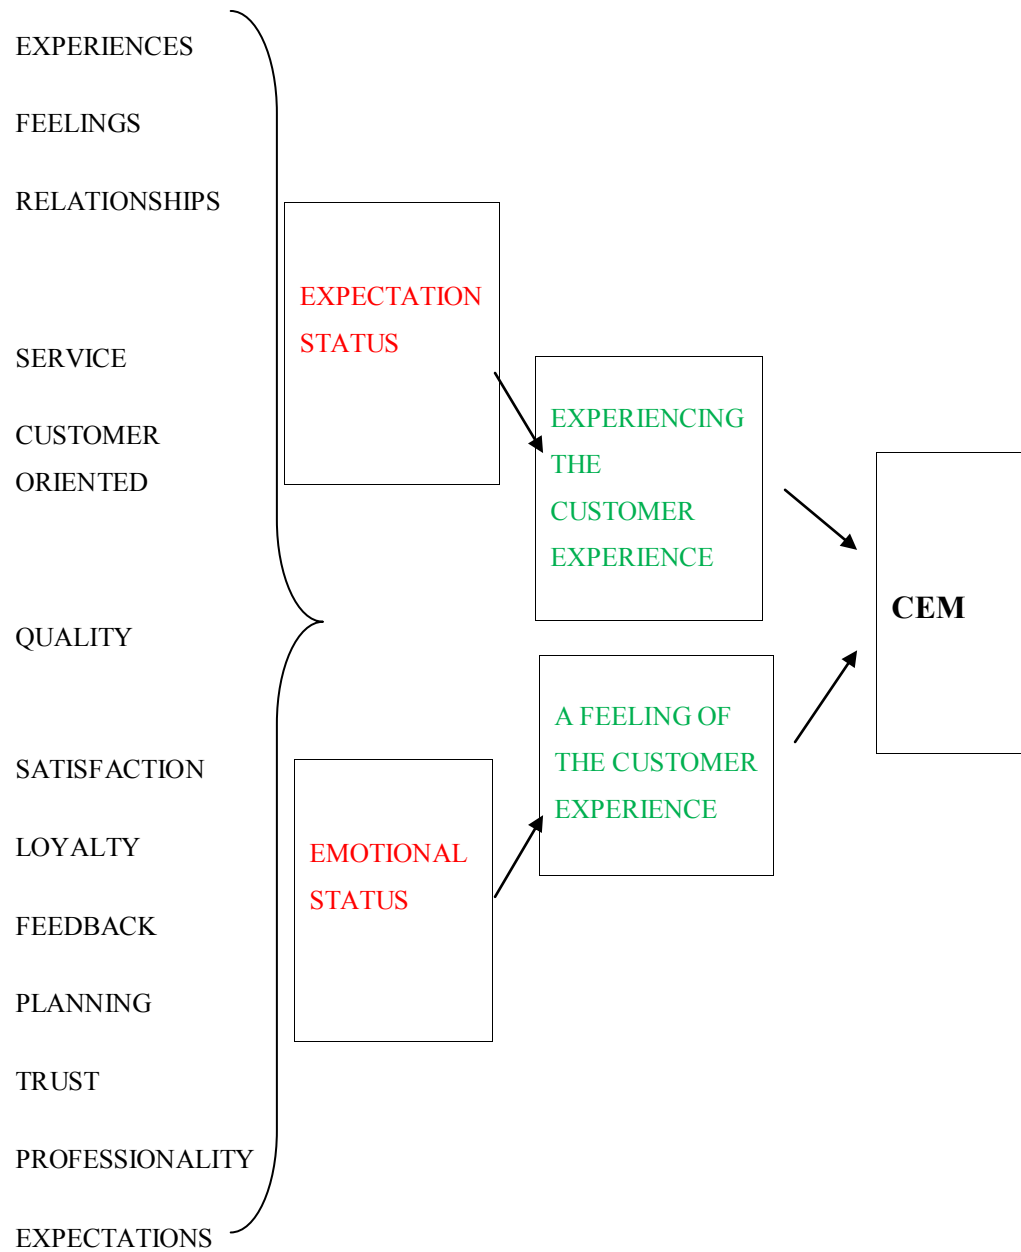 EXPERIENCES
FEELINGS
RELATIONSHIPS
SERVICE
CUSTOMER
ORIENTED
QUALITY
SATISFACTION
LOYALTY
FEEDBACK
PLANNING
TRUST
PROFESSIONALITY
EXPECTATIONS
EXPECTATION
STATUS
EMOTIONAL
STATUS
EXPERIENCING
THE
CUSTOMER
EXPERIENCE
A FEELING OF
THE CUSTOMER
EXPERIENCE
CEM